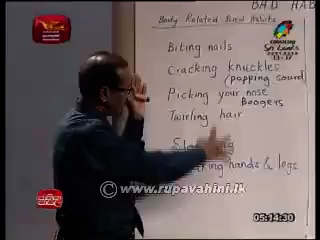 BAD HAB
Body Related Bad Habits
Biting nails
Cracking knuckles
(popping sound)
Picking your nose
Boogers
Twirling hair
hands & legs
© www.rupavahini.lk
05:14:30